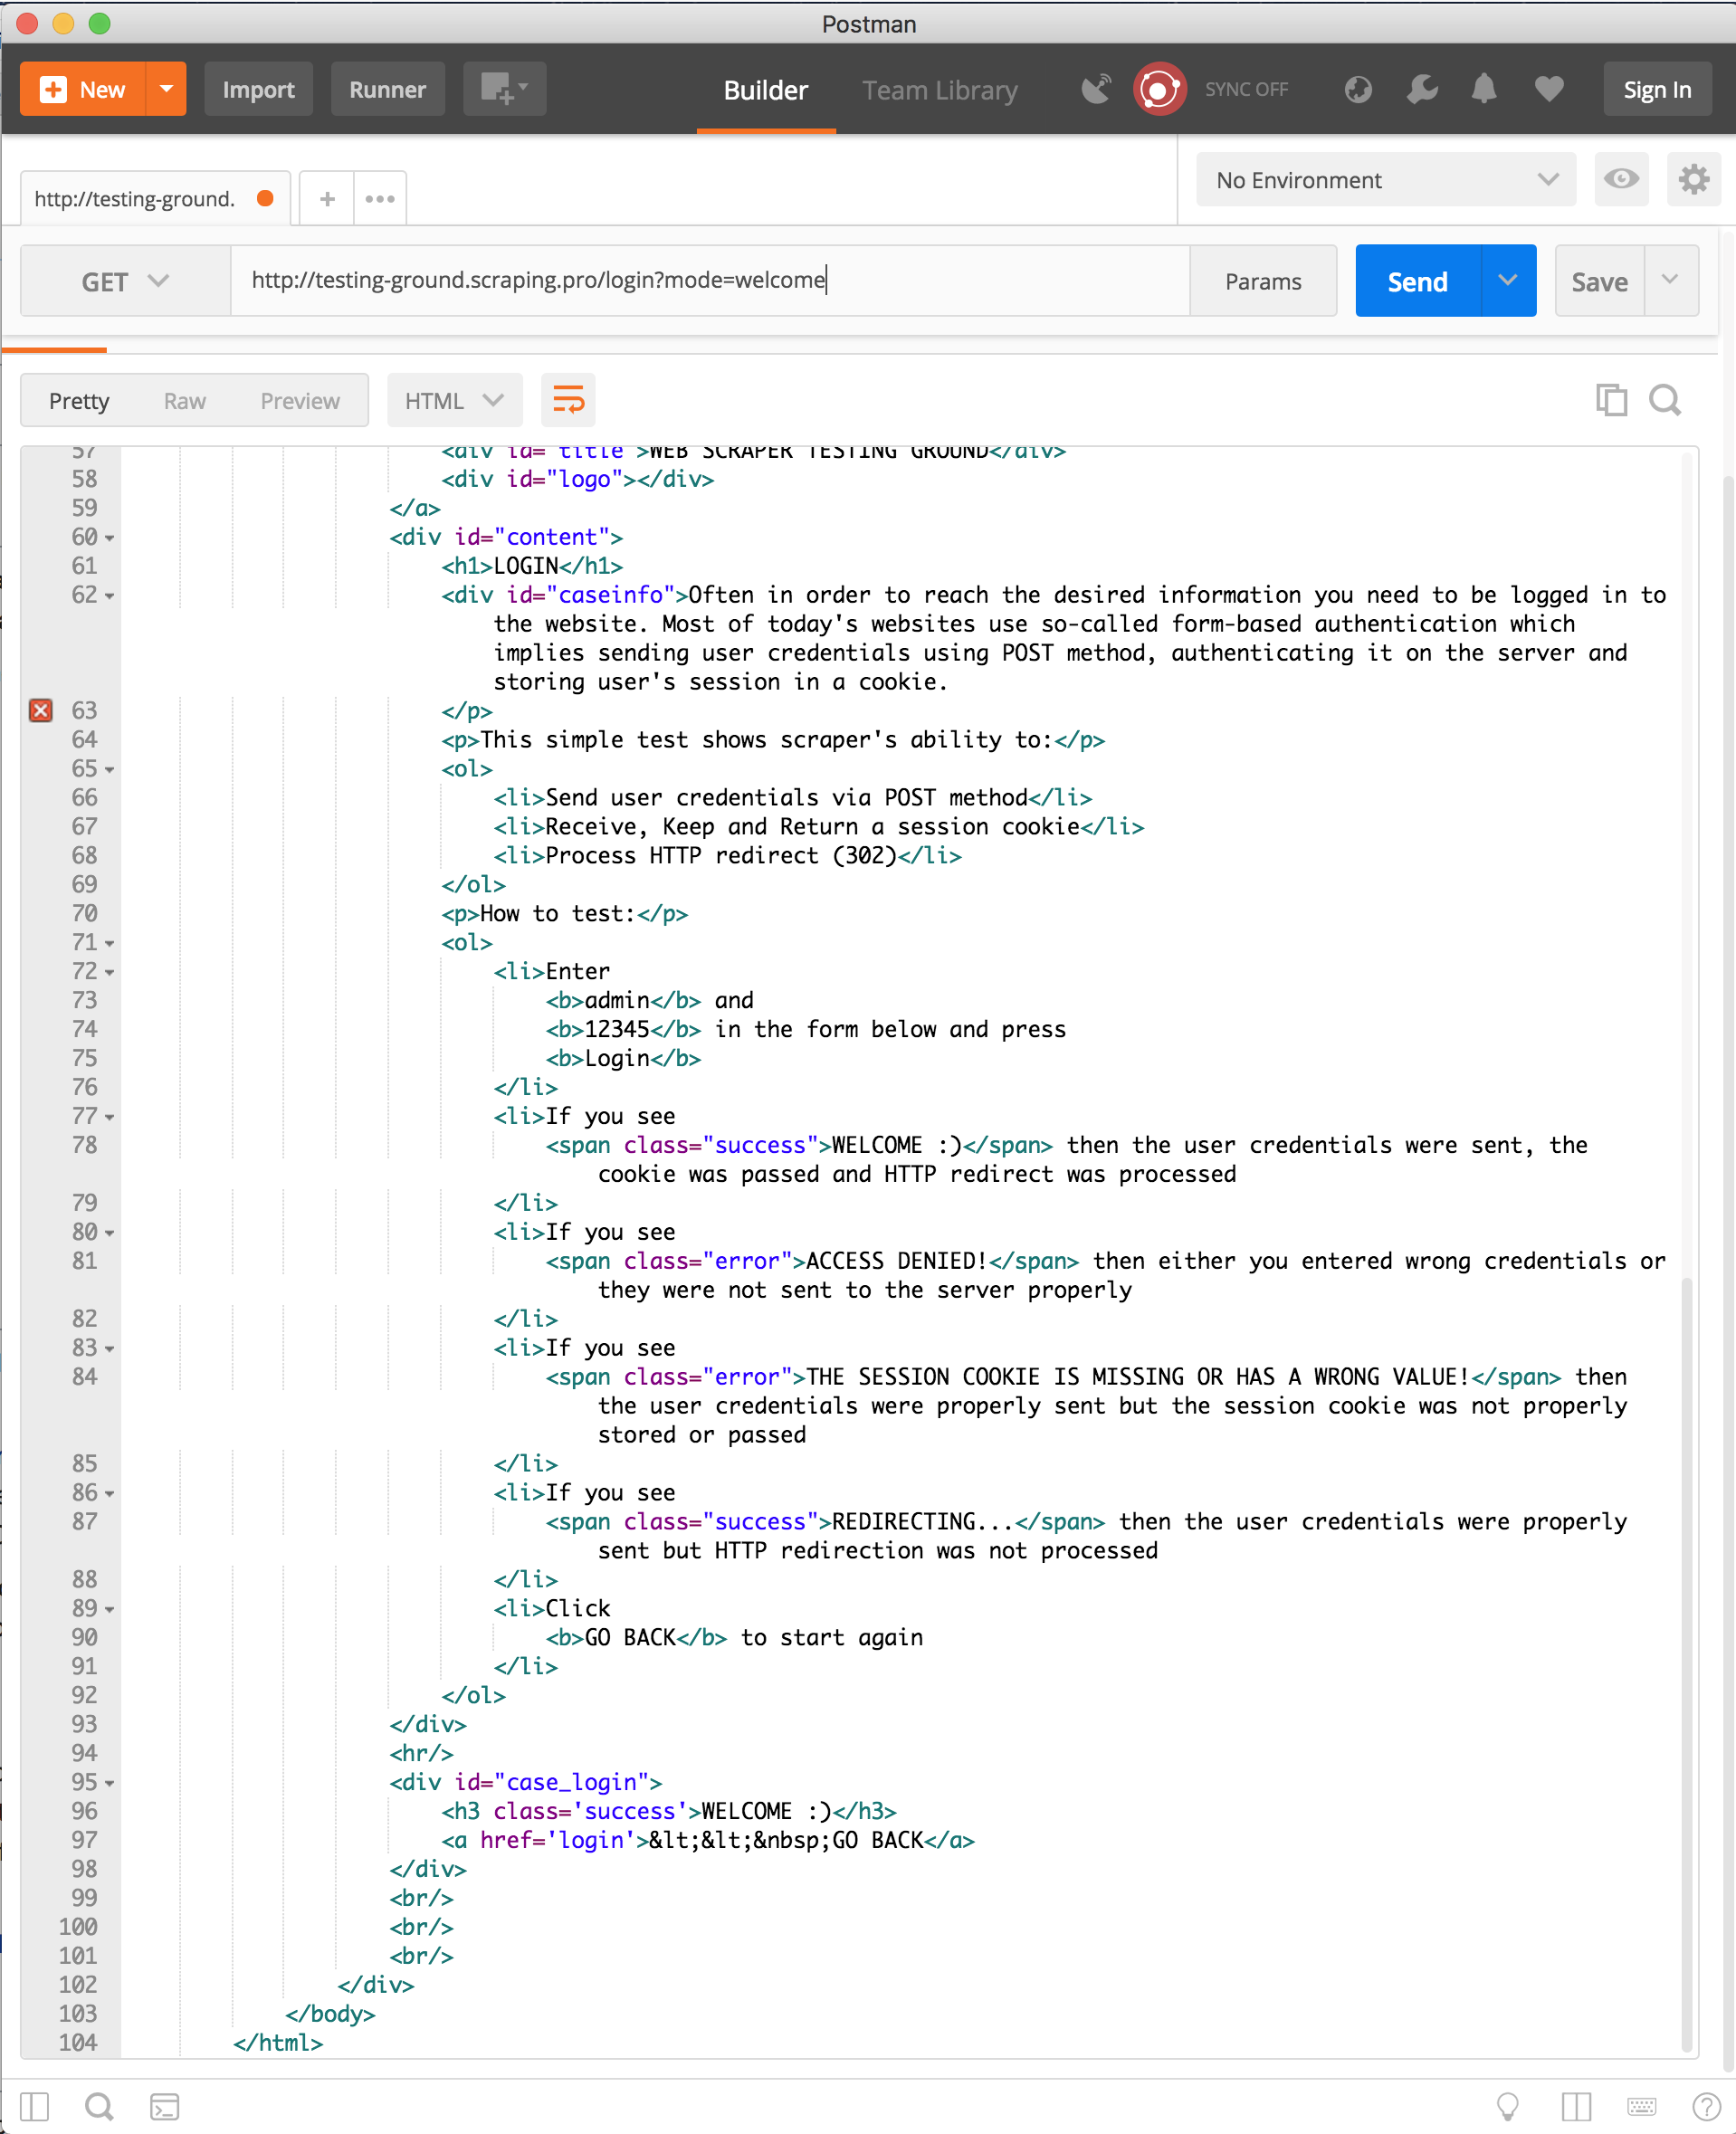 Postman
New Import Runner Builder Team Library SYNC OFF Sign In
http://testing-ground. No Environment
GET http://testing-ground.scraping.pro/login?mode=welcome Params Send Save
Pretty Raw Preview HTML
57 <div id="title">WEB SCRAPER TESTING GROUND</div>
58 <div id="logo"></div>
59 </a>
60 <div id="content">
61 <h1>LOGIN</h1>
62 <div id="caseinfo">Often in order to reach the desired information you need to be logged in to
the website. Most of today's websites use so-called form-based authentication which
implies sending user credentials using POST method, authenticating it on the server and
storing user's session in a cookie.
63 </p>
64 <p>This simple test shows scraper's ability to:</p>
65 <ol>
66 <li>Send user credentials via POST method</li>
67 <li>Receive, Keep and Return a session cookie</li>
68 <li>Process HTTP redirect (302)</li>
69 </ol>
70 <p>How to test:</p>
71 <ol>
72 <li>Enter
73 <b>admin</b> and
74 <b>12345</b> in the form below and press
75 <b>Login</b>
76 </li>
77 <li>If you see
78 <span class="success">WELCOME :)</span> then the user credentials were sent, the
cookie was passed and HTTP redirect was processed
79 </li>
80 <li>If you see
81 <span class="error">ACCESS DENIED!</span> then either you entered wrong credentials or
they were not sent to the server properly
82 </li>
83 <li>If you see
84 <span class="error">THE SESSION COOKIE IS MISSING OR HAS A WRONG VALUE!</span> then
the user credentials were properly sent but the session cookie was not properly
stored or passed
85 </li>
86 <li>If you see
87 <span class="success">REDIRECTING...</span> then the user credentials were properly
sent but HTTP redirection was not processed
88 </li>
89 <li>Click
90 <b>GO BACK</b> to start again
91 </li>
92 </ol>
93 </div>
94 <hr/>
95 <div id="case_login">
96 <h3 class='success'>WELCOME :)</h3>
97 <a href='login'>&lt;&lt;&nbsp;GO BACK</a>
98 </div>
99 <br/>
100 <br/>
101 <br/>
102 </div>
103 </body>
104 </html>